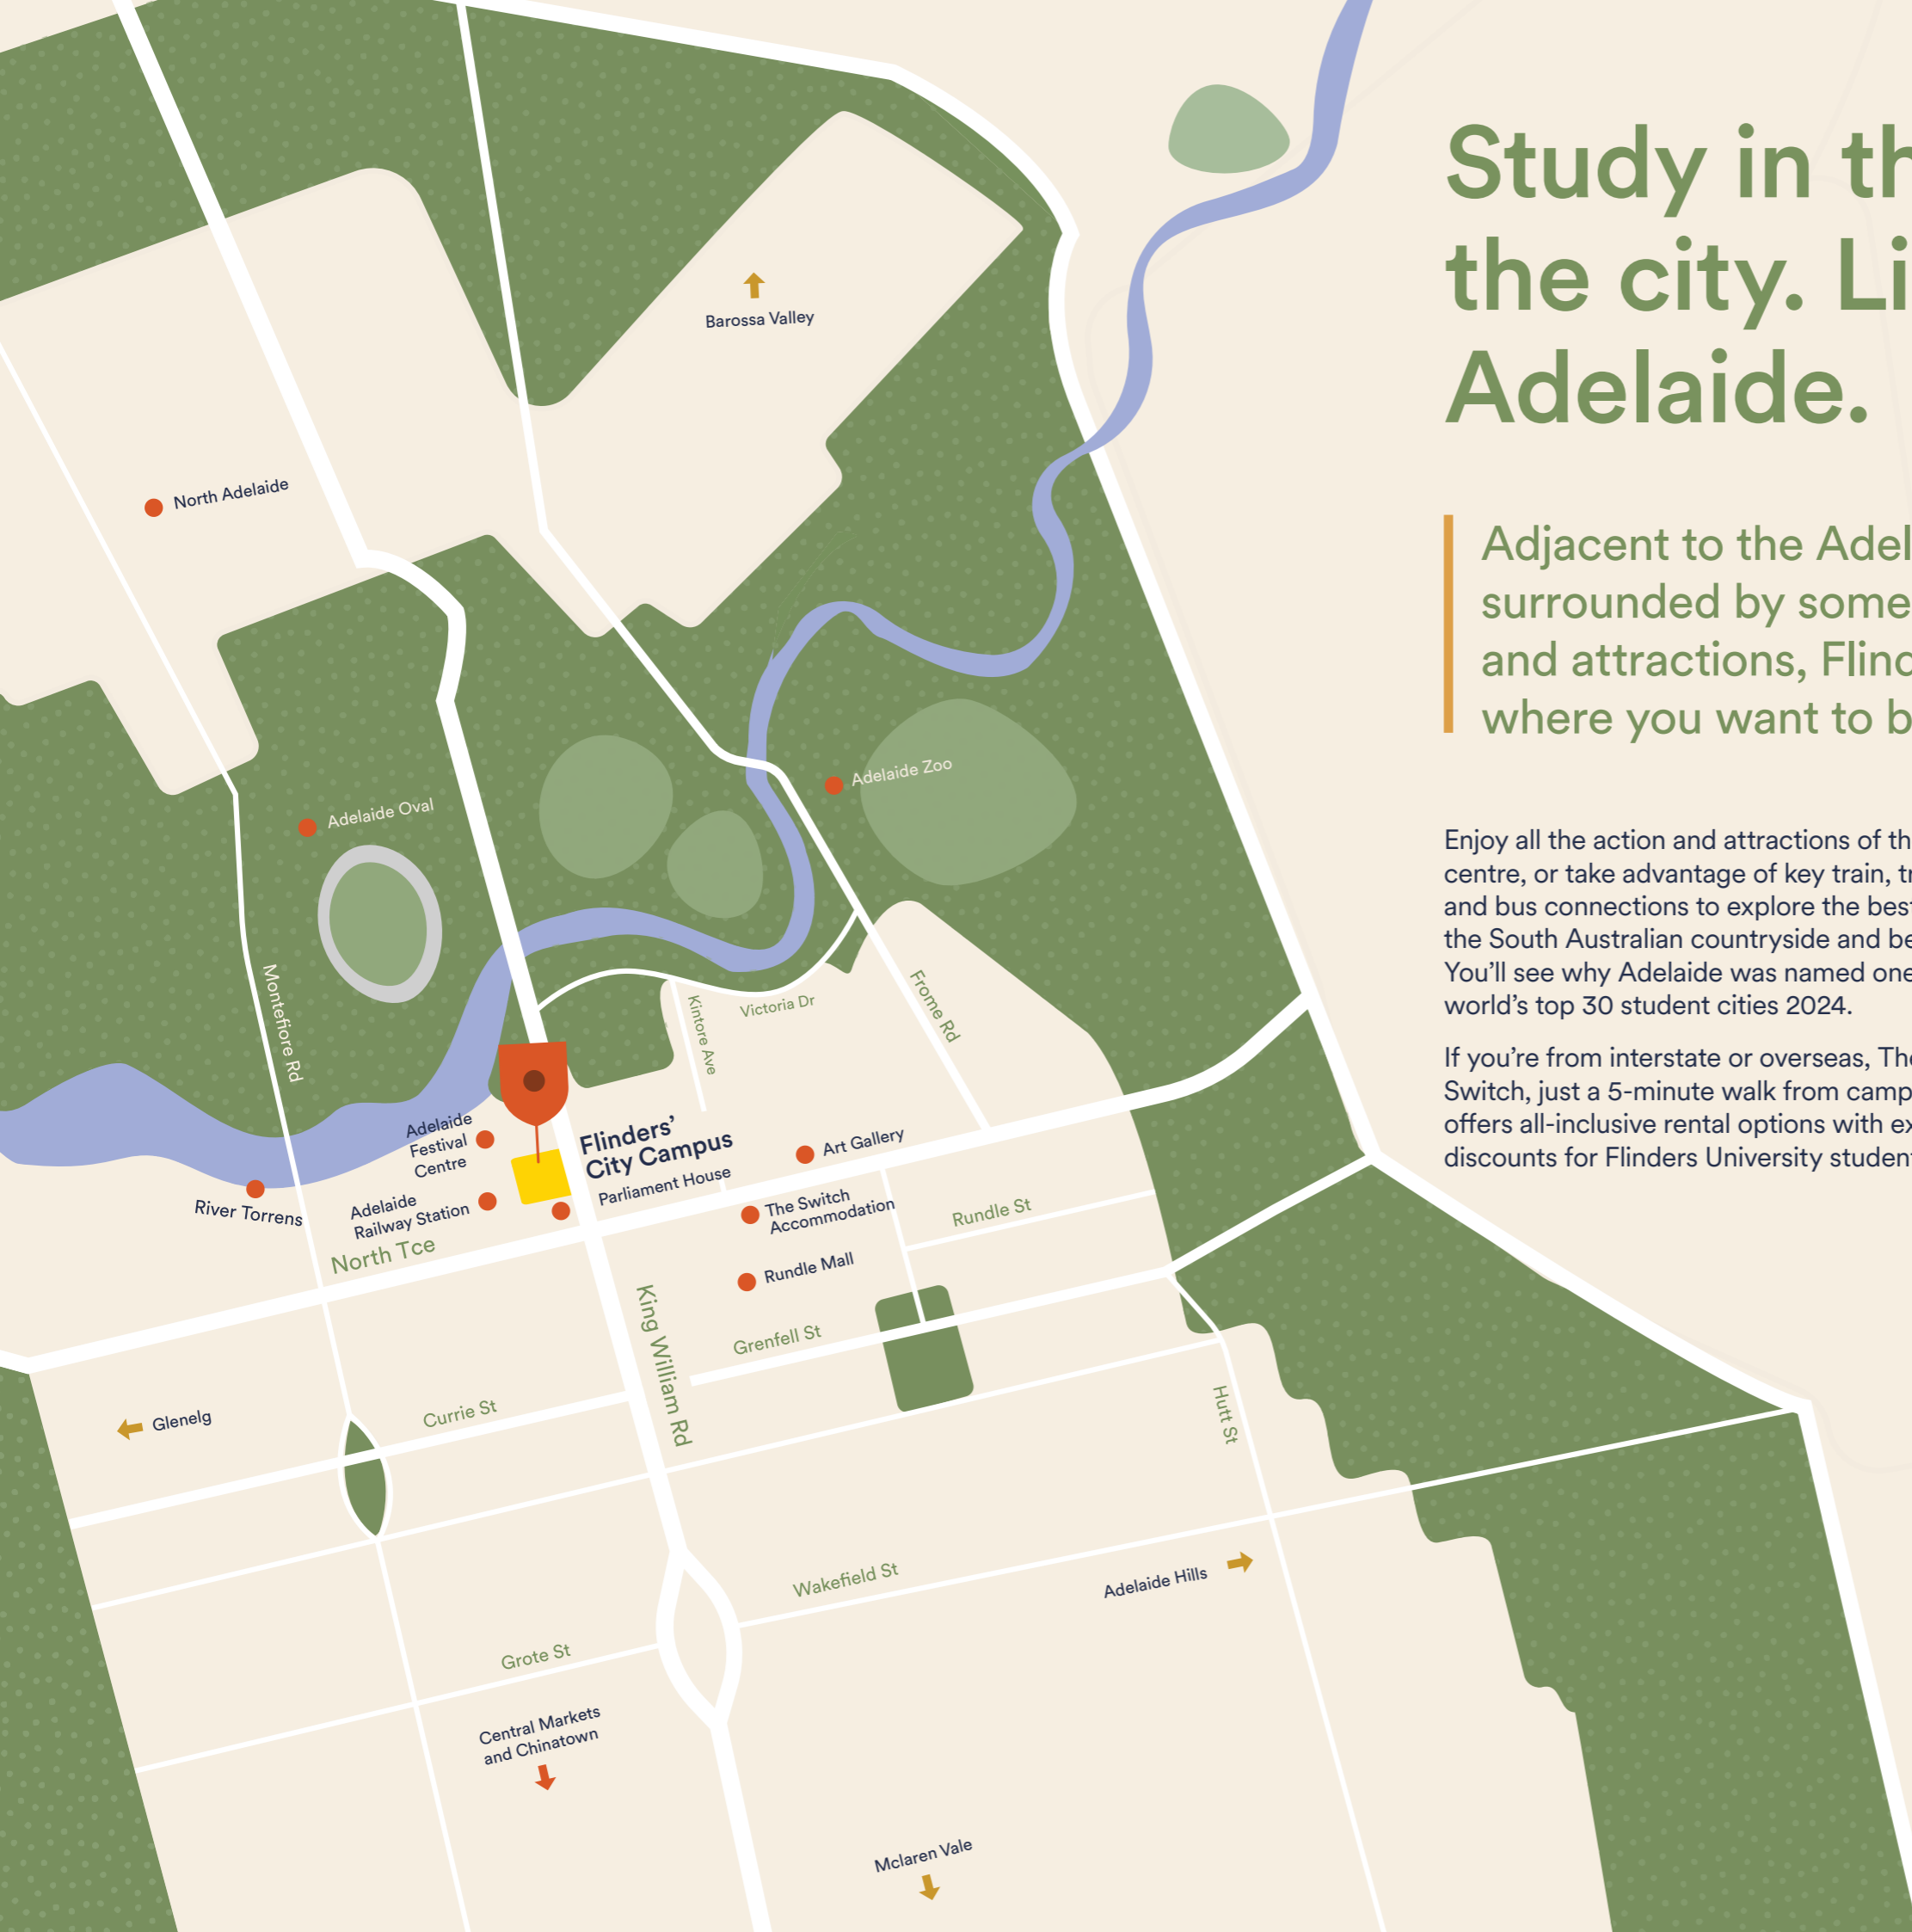 Study in th
the city. Li
Adelaide.
Adjacent to the Adel
surrounded by some
and attractions, Flind
where you want to b
Enjoy all the action and attractions of th
centre, or take advantage of key train, tr
and bus connections to explore the best
the South Australian countryside and be
You’ll see why Adelaide was named one
world’s top 30 student cities 2024.
If you’re from interstate or overseas, The
Switch, just a 5-minute walk from camp
offers all-inclusive rental options with ex
discounts for Flinders University student
Barossa Valley
North Adelaide
Adelaide Zoo
Adelaide Oval
Montefiore Rd
Kintore Ave
Victoria Dr
Frome Rd
Adelaide
Festival
Centre
Flinders’
City Campus
Parliament House
Art Gallery
River Torrens
Adelaide
Railway Station
The Switch
Accommodation
Rundle St
North Tce
Rundle Mall
King William Rd
Grenfell St
Glenelg
Currie St
Hutt St
Wakefield St
Adelaide Hills
Grote St
Central Markets
and Chinatown
Mclaren Vale